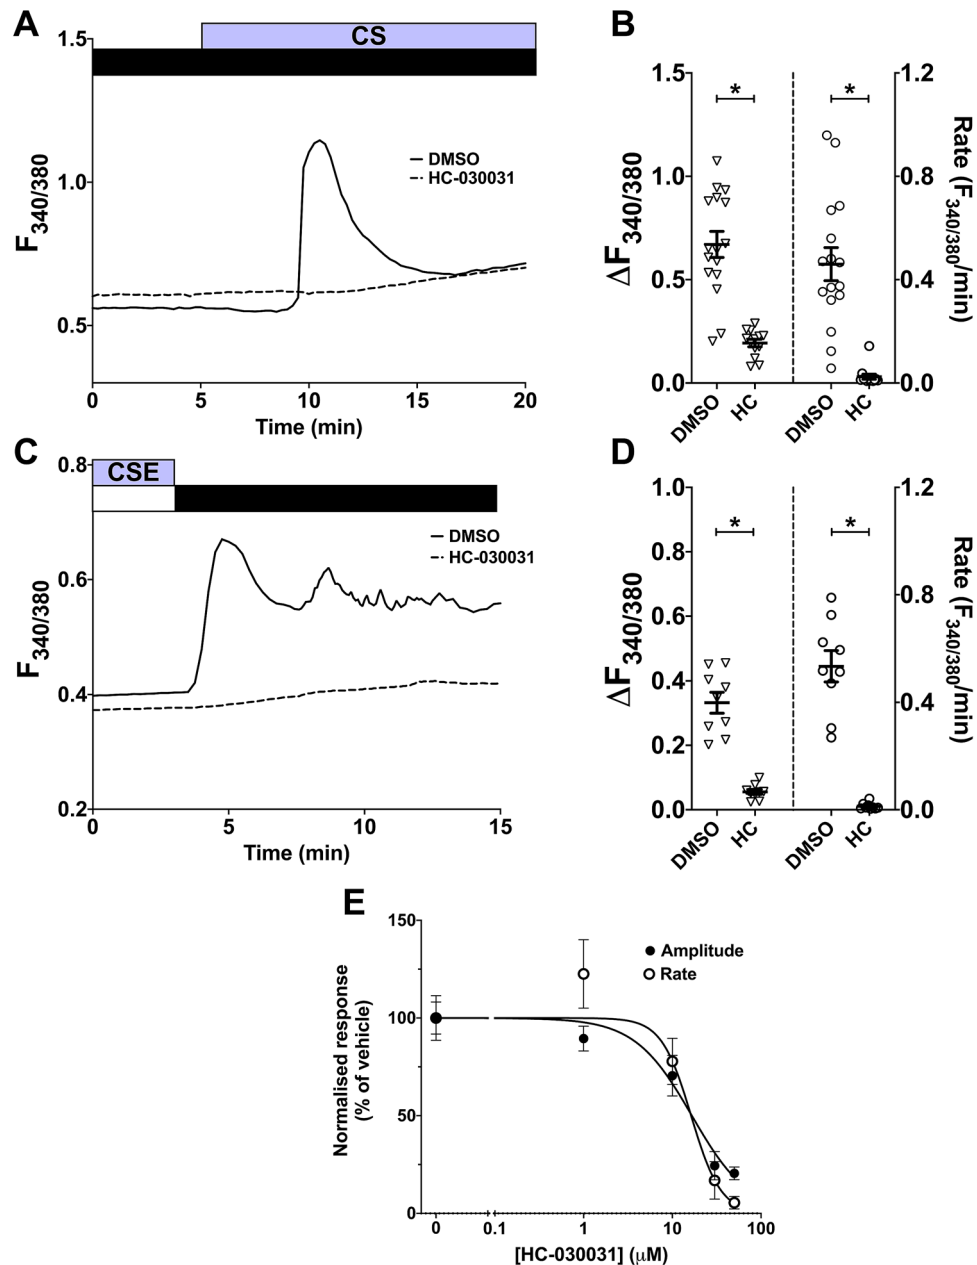 A
CS
1.5
1.0
0.5
F340/380
DMSO
HC-030031
0 5 10 15 20
Time (min)
B
1.5
1.0
0.5
0.0
ΔF340/380
* *
1.2
0.8
0.4
0.0
Rate (F340/380/min)
DMSO HC DMSO HC
C
CSE
0.8
0.6
0.4
0.2
F340/380
DMSO
HC-030031
0 5 10 15
Time (min)
D
1.0
0.8
0.6
0.4
0.2
0.0
ΔF340/380
* *
1.2
0.8
0.4
0.0
Rate (F340/380/min)
DMSO HC DMSO HC
E
150
100
50
0
Normalised response
(% of vehicle)
Amplitude
Rate
0 0.1 1 10 100
[HC-030031] (μM)